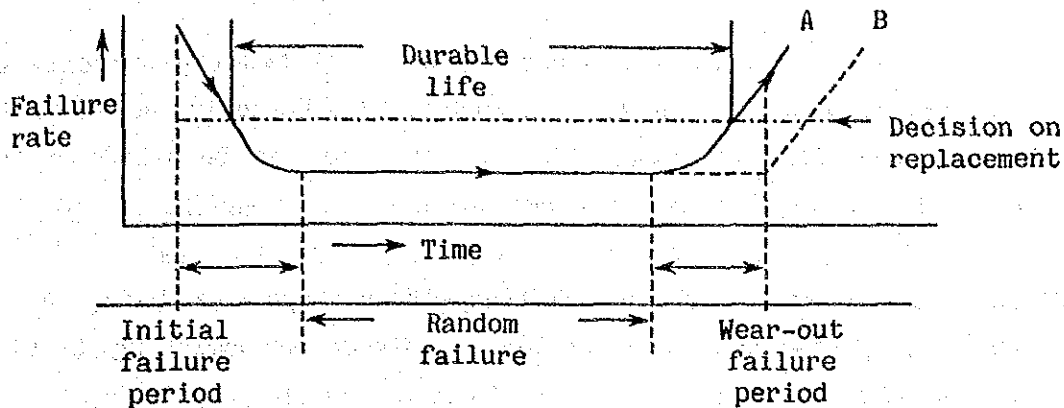 A B
Failure
rate
Durable
life
Decision on
replacement
Time
Initial
failure
period
Random
failure
Wear-out
failure
period